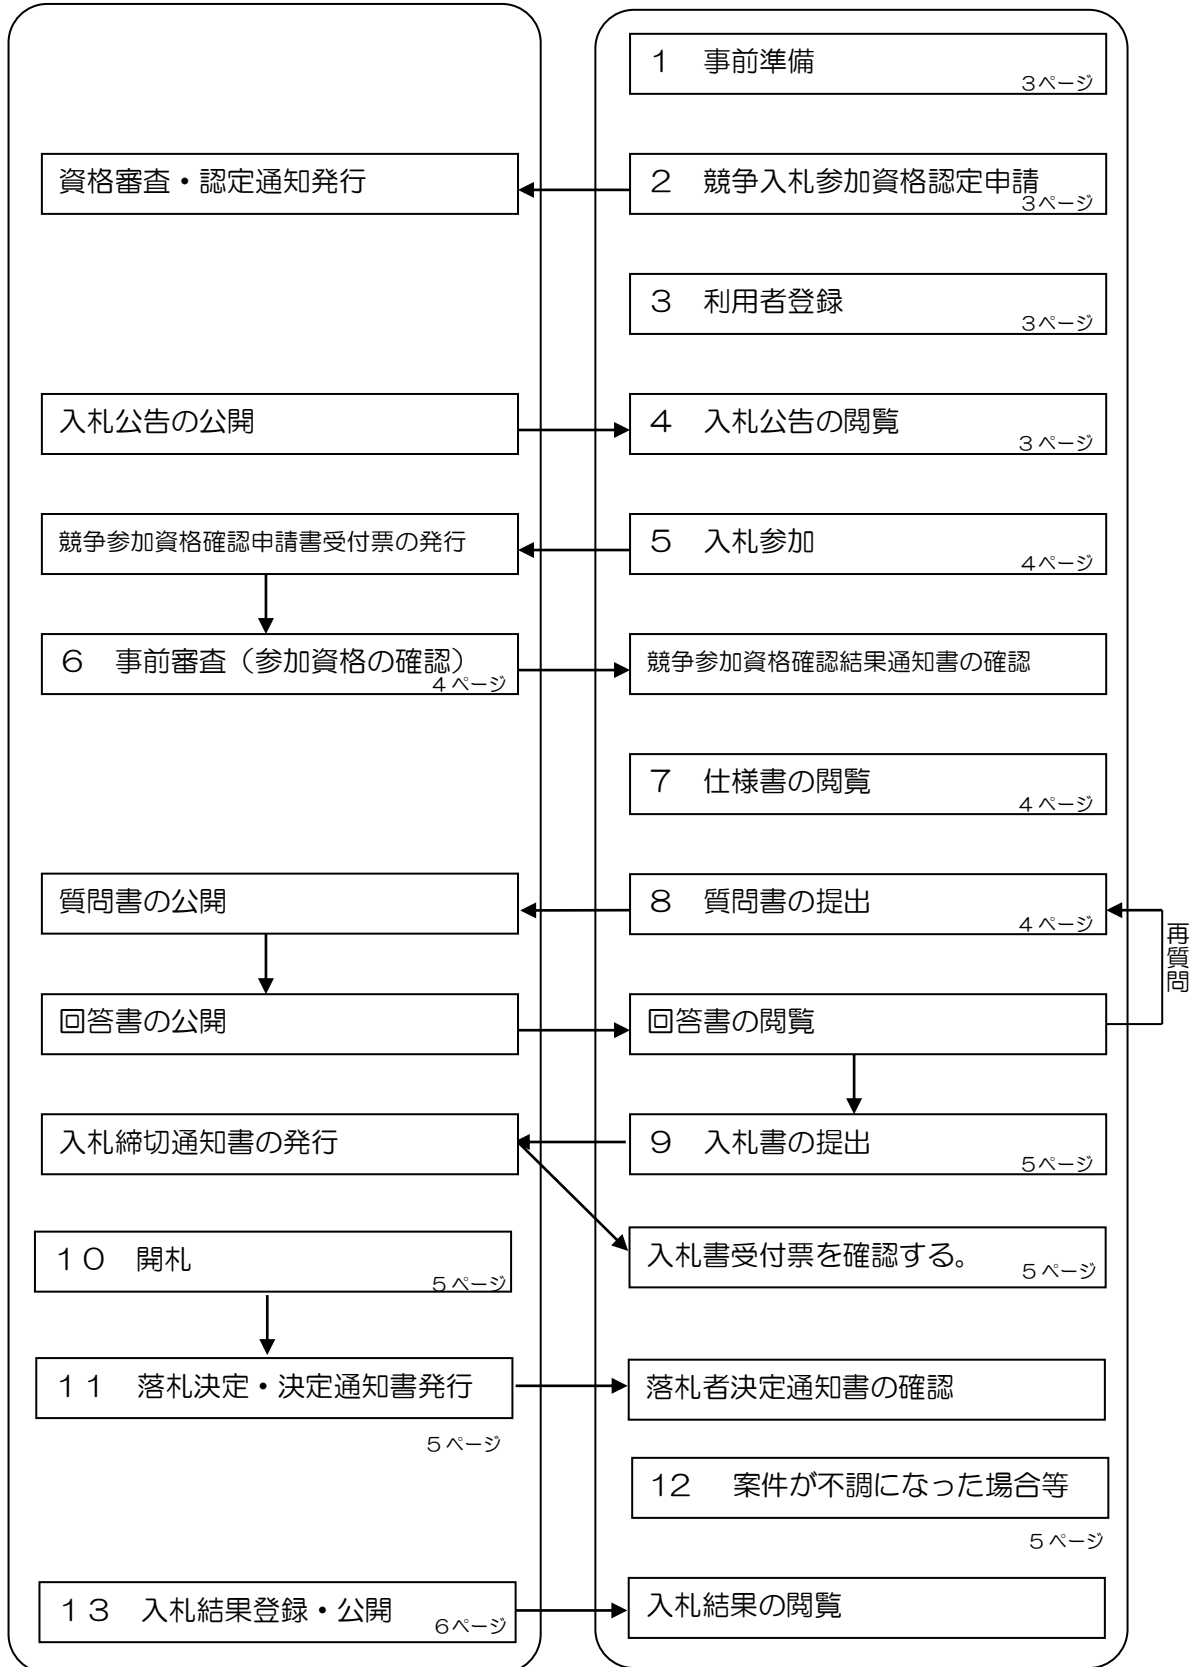 １　事前準備
３ページ
資格審査・認定通知発行
２　競争入札参加資格認定申請
３ページ
３　利用者登録
３ページ
入札公告の公開
４　入札公告の閲覧
３ページ
競争参加資格確認申請書受付票の発行
５　入札参加
４ページ
６　事前審査（参加資格の確認）
４ページ
競争参加資格確認結果通知書の確認
７　仕様書の閲覧
４ページ
質問書の公開
８　質問書の提出
４ページ
再質問
回答書の公開
回答書の閲覧
入札締切通知書の発行
９　入札書の提出
５ページ
１０　開札
５ページ
入札書受付票を確認する。
５ページ
１１　落札決定・決定通知書発行
５ページ
落札者決定通知書の確認
１２　案件が不調になった場合等
５ページ
１３　入札結果登録・公開
６ページ
入札結果の閲覧